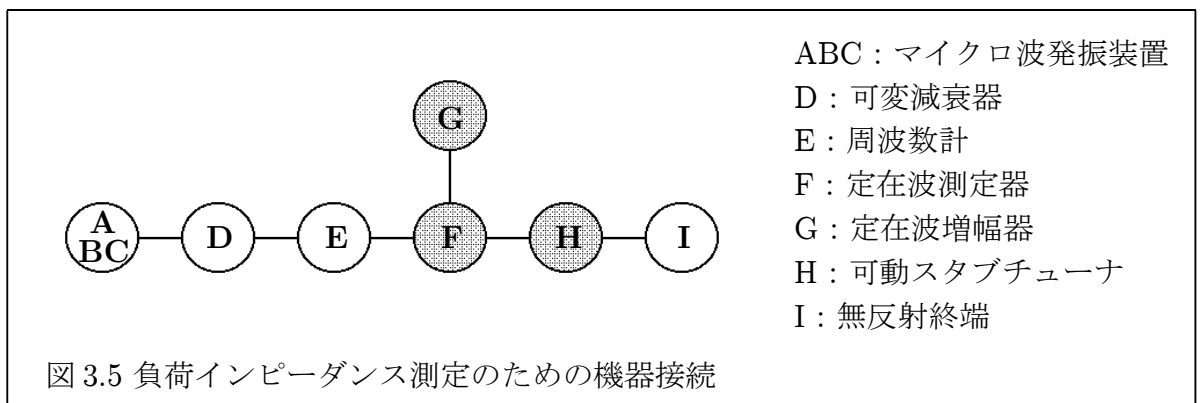 A
BC
D
E
F
G
H
I
ABC：マイクロ波発振装置
D：可変減衰器
E：周波数計
F：定在波測定器
G：定在波増幅器
H：可動スタブチューナ
I：無反射終端
図 3.5 負荷インピーダンス測定のための機器接続